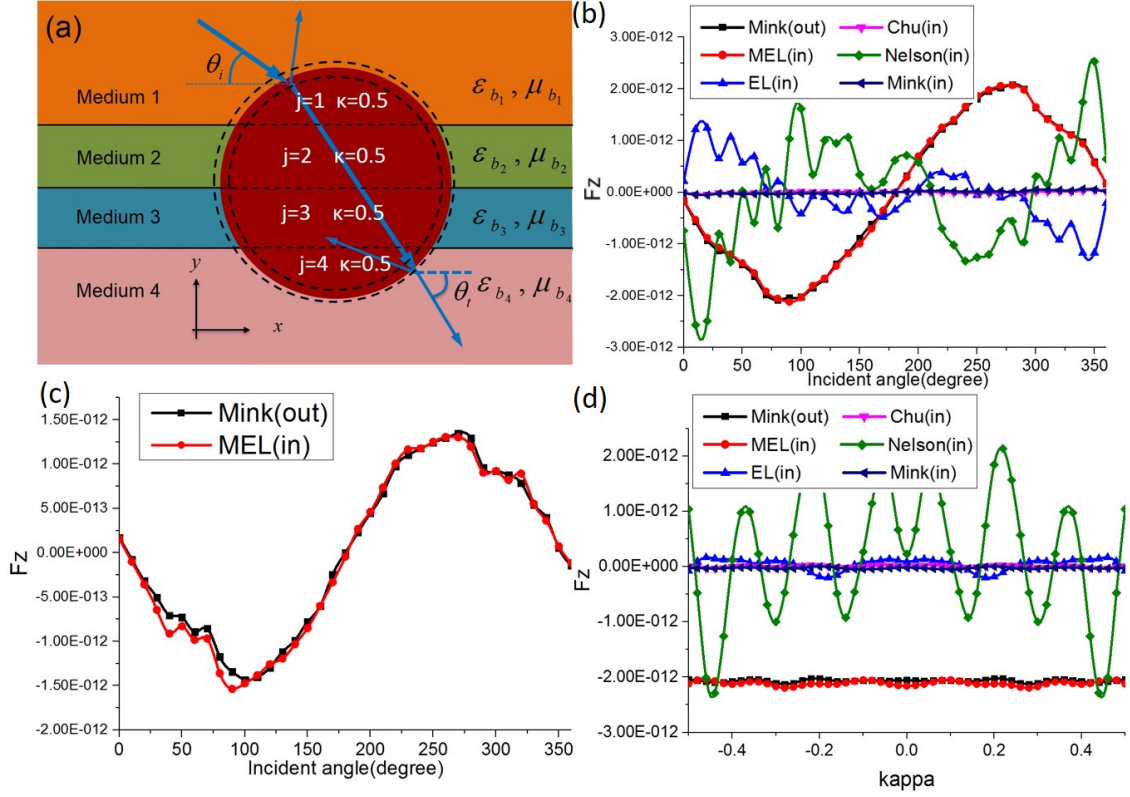 (a)
θi
Medium 1
j=1 κ=0.5
εb1 , μb1
Medium 2
j=2 κ=0.5
εb2 , μb2
Medium 3
j=3 κ=0.5
εb3 , μb3
Medium 4
j=4 κ=0.5
θt
εb4 , μb4
y
x
(b)
Mink(out)
Chu(in)
MEL(in)
Nelson(in)
EL(in)
Mink(in)
3.00E-012
2.00E-012
1.00E-012
0.00E+000
-1.00E-012
-2.00E-012
-3.00E-012
Fz
0 50 100 150 200 250 300 350
Incident angle(degree)
(c)
Mink(out)
MEL(in)
1.50E-012
1.00E-012
5.00E-013
0.00E+000
-5.00E-013
-1.00E-012
-1.50E-012
2.00E-012
Fz
0 50 100 150 200 250 300 350
Incident angle(degree)
(d)
Mink(out)
Chu(in)
MEL(in)
Nelson(in)
EL(in)
Mink(in)
2.00E-012
1.00E-012
0.00E+000
-1.00E-012
-2.00E-012
-3.00E-012
Fz
-0.4 -0.2 0.0 0.2 0.4
kappa